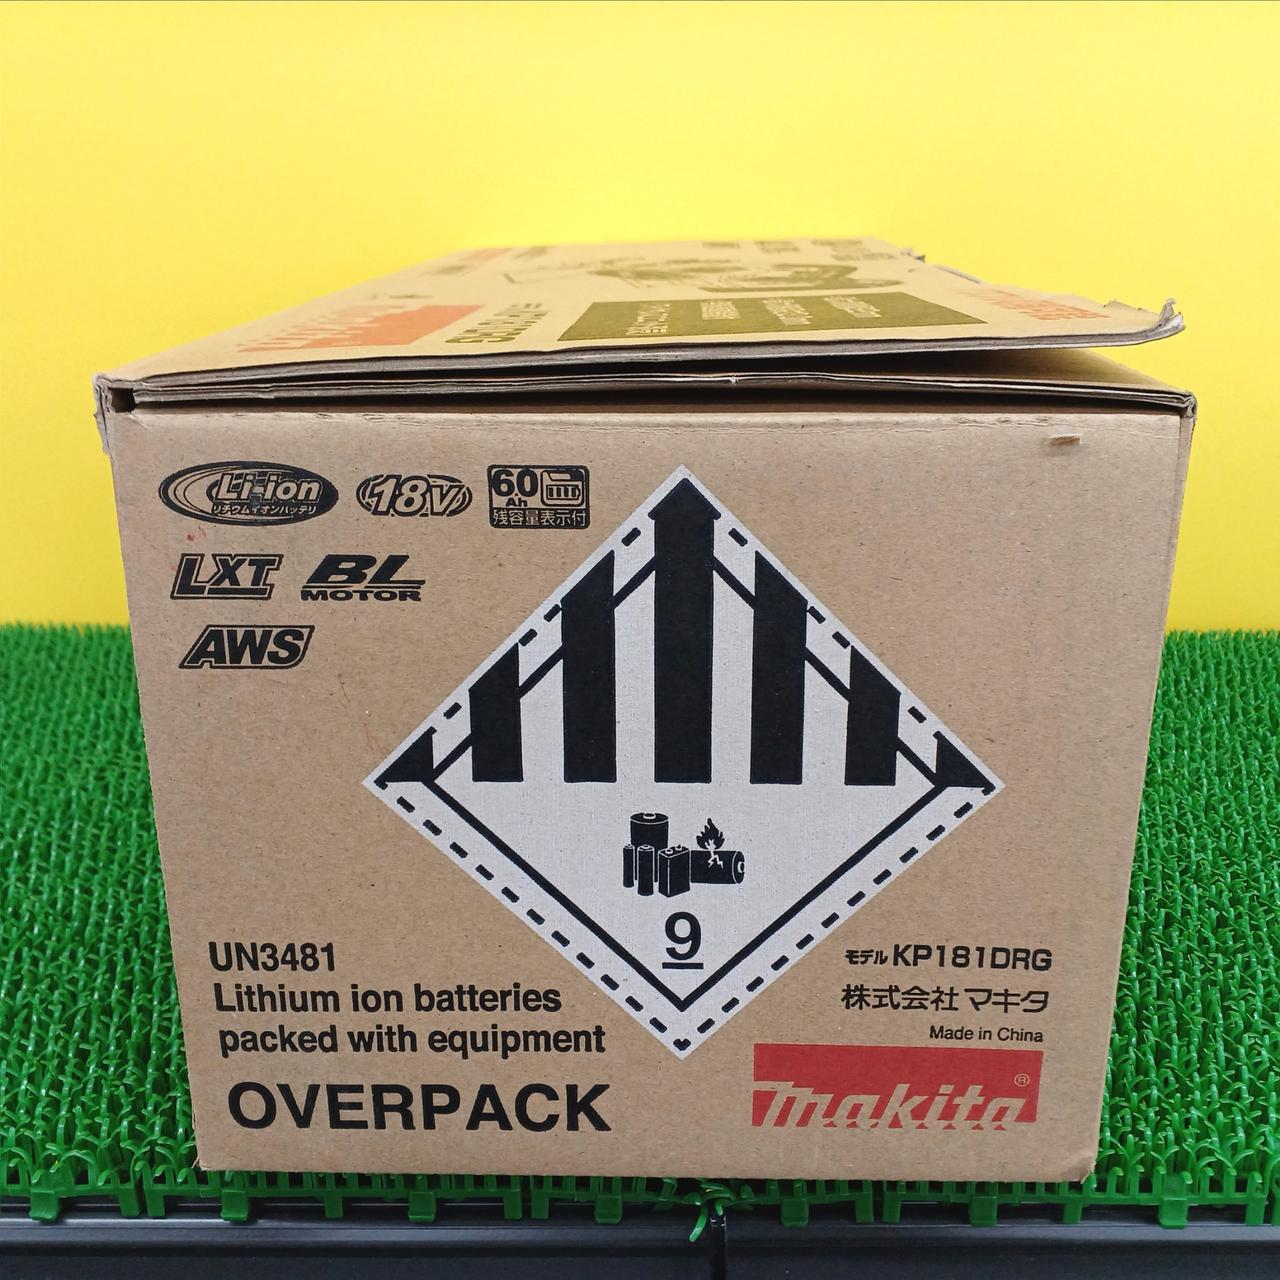 Li-ion
リチウムイオンバッテリ
18V
6.0
Ah
残容量表示付
LXT
BL
MOTOR
AWS
9
UN3481
Lithium ion batteries
packed with equipment
OVERPACK
モデル KP181DRG
株式会社マキタ
Made in China
makita®